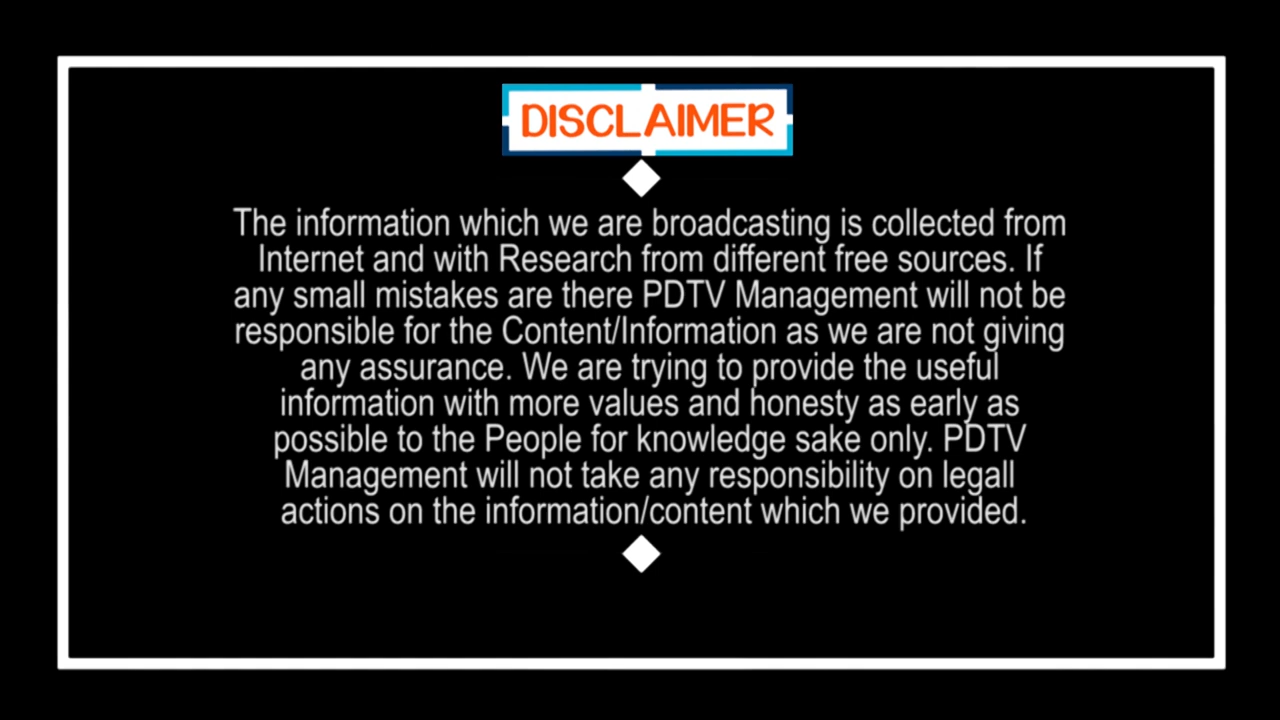 DISCLAIMER
The information which we are broadcasting is collected from
Internet and with Research from different free sources. If
any small mistakes are there PDTV Management will not be
responsible for the Content/Information as we are not giving
any assurance. We are trying to provide the useful
information with more values and honesty as early as
possible to the People for knowledge sake only. PDTV
Management will not take any responsibility on legall
actions on the information/content which we provided.